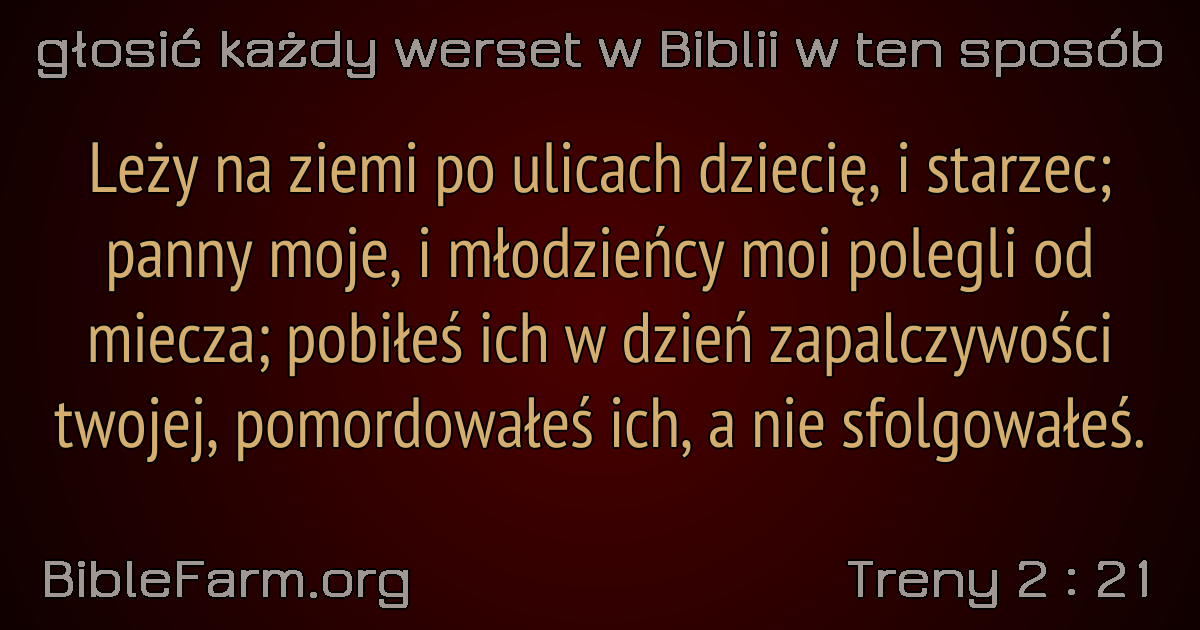 głosić każdy werset w Biblii w ten sposób
Leży na ziemi po ulicach dziecię, i starzec;
panny moje, i młodzieńcy moi polegli od
miecza; pobiłeś ich w dzień zapalczywości
twojej, pomordowałeś ich, a nie sfolgowałeś.
BibleFarm.org
Treny 2 : 21